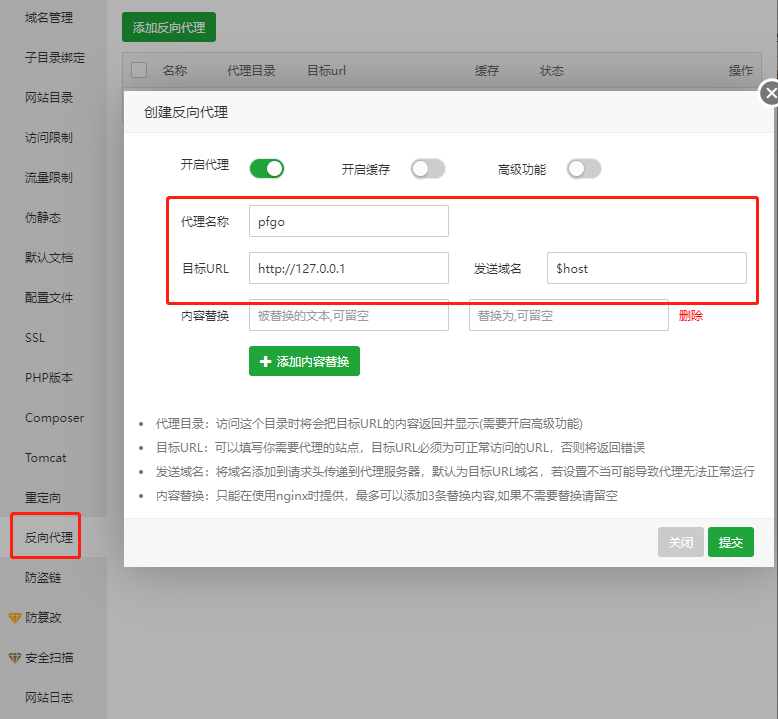 域名管理
子目录绑定
网站目录
访问限制
流量限制
伪静态
默认文档
配置文件
SSL
PHP版本
Composer
Tomcat
重定向
反向代理
防盗链
防篡改
安全扫描
网站日志
添加反向代理
名称 代理目录 目标url 缓存 状态 操作
创建反向代理
开启代理 开启缓存 高级功能
代理名称 pfgo
目标URL http://127.0.0.1 发送域名 $host
内容替换 被替换的文本,可留空 替换为,可留空 删除
添加内容替换
代理目录：访问这个目录时将会把目标URL的内容返回并显示(需要开启高级功能)
目标URL：可以填写你需要代理的站点，目标URL必须为可正常访问的URL，否则将返回错误
发送域名：将域名添加到请求头传递到代理服务器，默认为目标URL域名，若设置不当可能导致代理无法正常运行
内容替换：只能在使用nginx时提供，最多可以添加3条替换内容,如果不需要替换请留空
关闭 提交